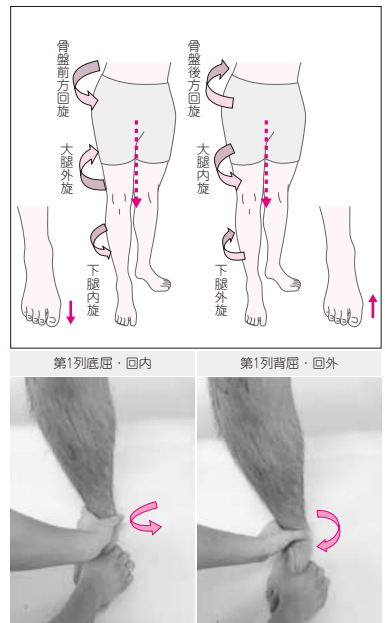 骨盤前方回旋
骨盤後方回旋
大腿外旋
大腿内旋
下腿内旋
下腿外旋
第1列底屈・回内
第1列背屈・回外